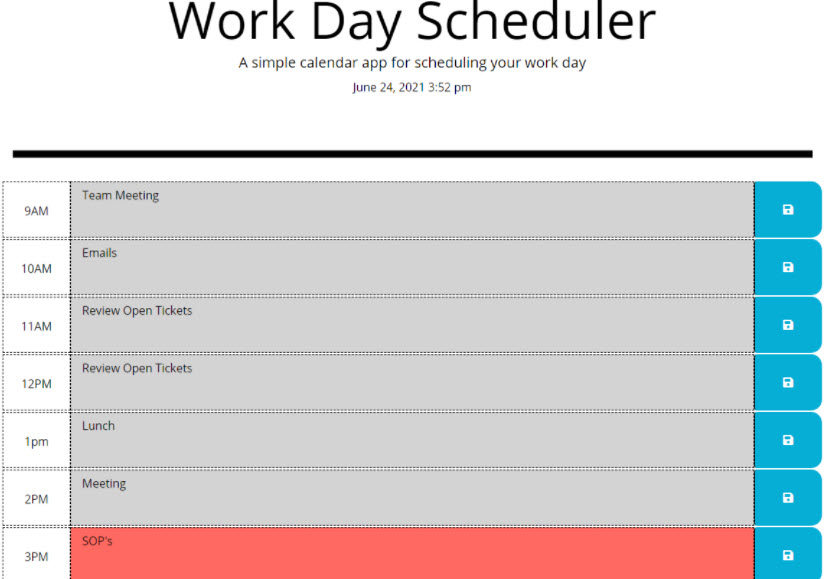 Work Day Scheduler
A simple calendar app for scheduling your work day
June 24, 2021 3:52 pm
9AM
Team Meeting
10AM
Emails
11AM
Review Open Tickets
12PM
Review Open Tickets
1pm
Lunch
2PM
Meeting
3PM
SOP's